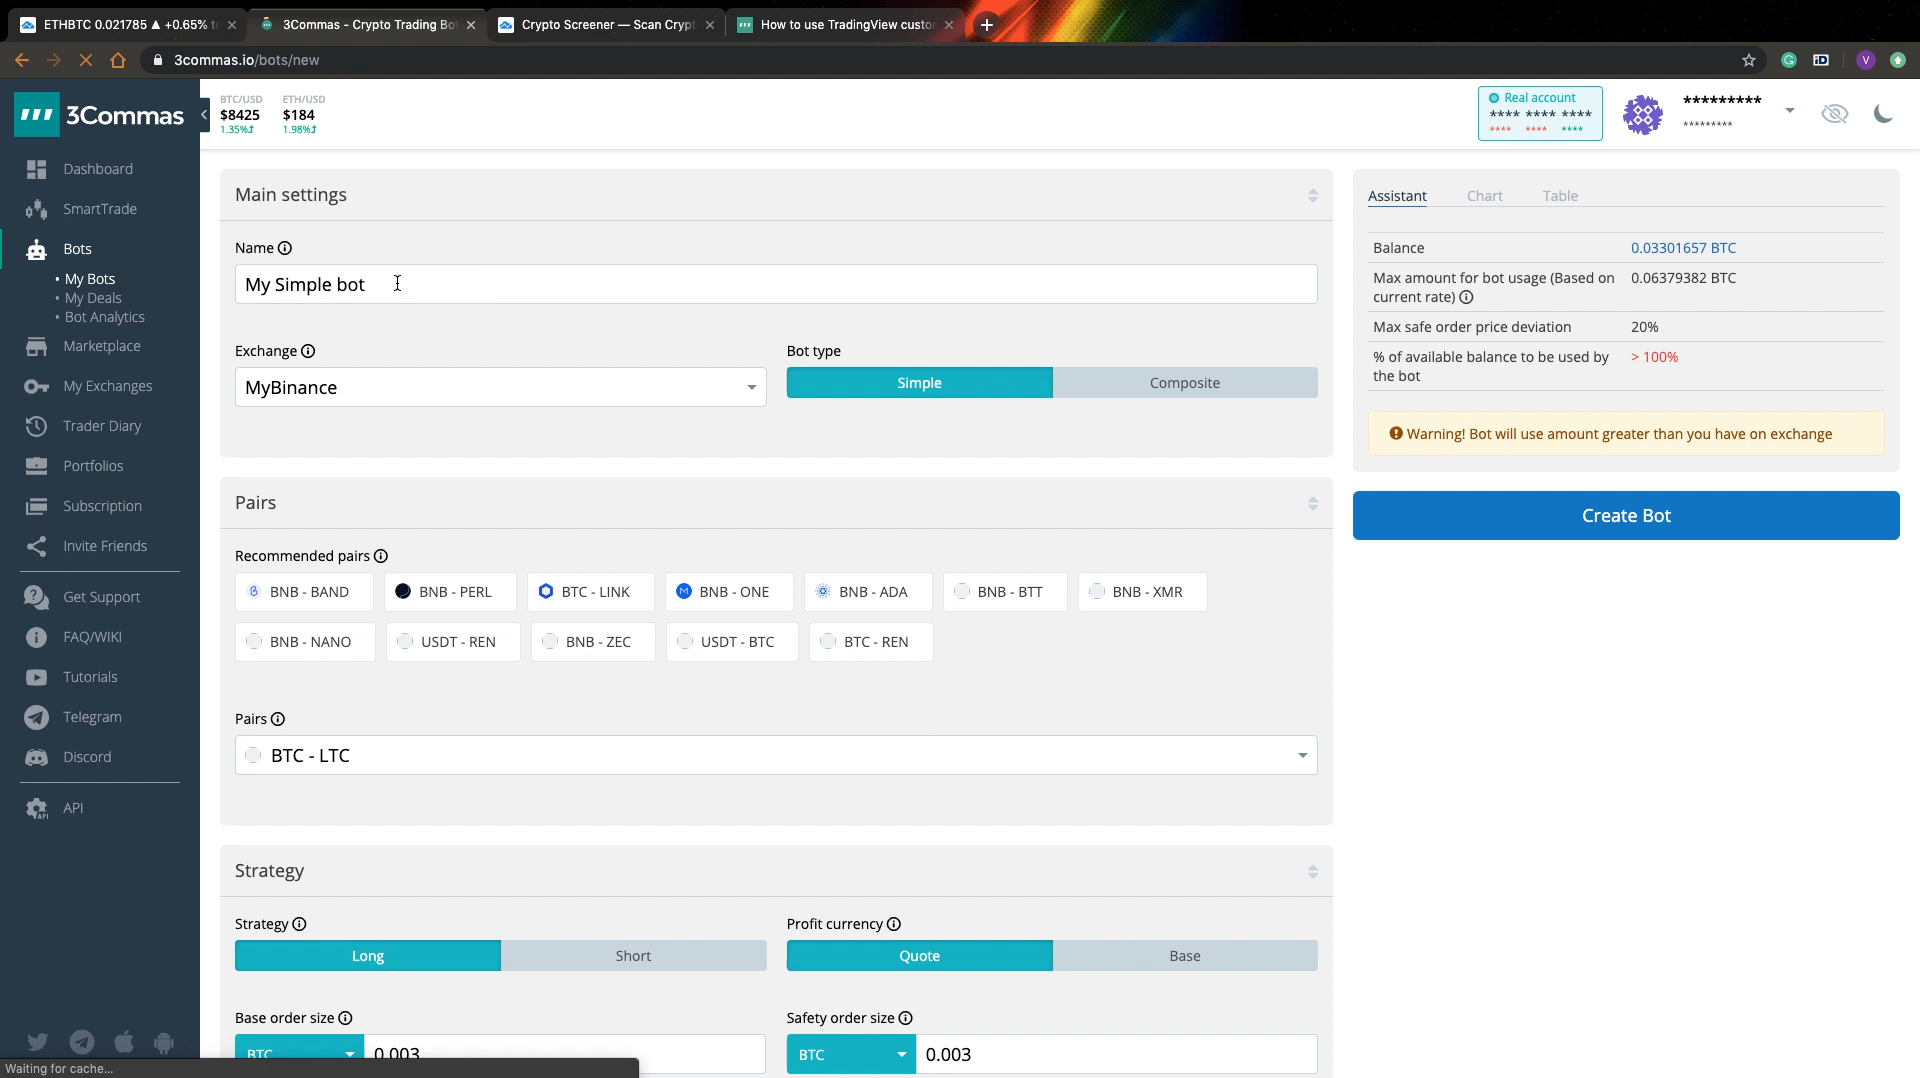 ETHBTC 0.021785 ▲ +0.65%
3Commas - Crypto Trading Bo
Crypto Screener — Scan Crypt
How to use TradingView custo
3commas.io/bots/new
3Commas
BTC/USD
$8425
1.35%
ETH/USD
$184
1.98%
Real account
**** **** ****
**** **** ****
*********
*********
V
Dashboard
SmartTrade
Bots
• My Bots
• My Deals
• Bot Analytics
Marketplace
My Exchanges
Trader Diary
Portfolios
Subscription
Invite Friends
Get Support
FAQ/WIKI
Tutorials
Telegram
Discord
API
Main settings
Name
My Simple bot
Exchange
MyBinance
Bot type
Simple
Composite
Pairs
Recommended pairs
BNB - BAND
BNB - PERL
BTC - LINK
BNB - ONE
BNB - ADA
BNB - BTT
BNB - XMR
BNB - NANO
USDT - REN
BNB - ZEC
USDT - BTC
BTC - REN
Pairs
BTC - LTC
Strategy
Strategy
Long
Short
Profit currency
Quote
Base
Base order size
BTC
0.003
Safety order size
BTC
0.003
Assistant
Chart
Table
Balance
0.03301657 BTC
Max amount for bot usage (Based on
current rate)
0.06379382 BTC
Max safe order price deviation
20%
% of available balance to be used by
the bot
> 100%
Warning! Bot will use amount greater than you have on exchange
Create Bot
Waiting for cache...